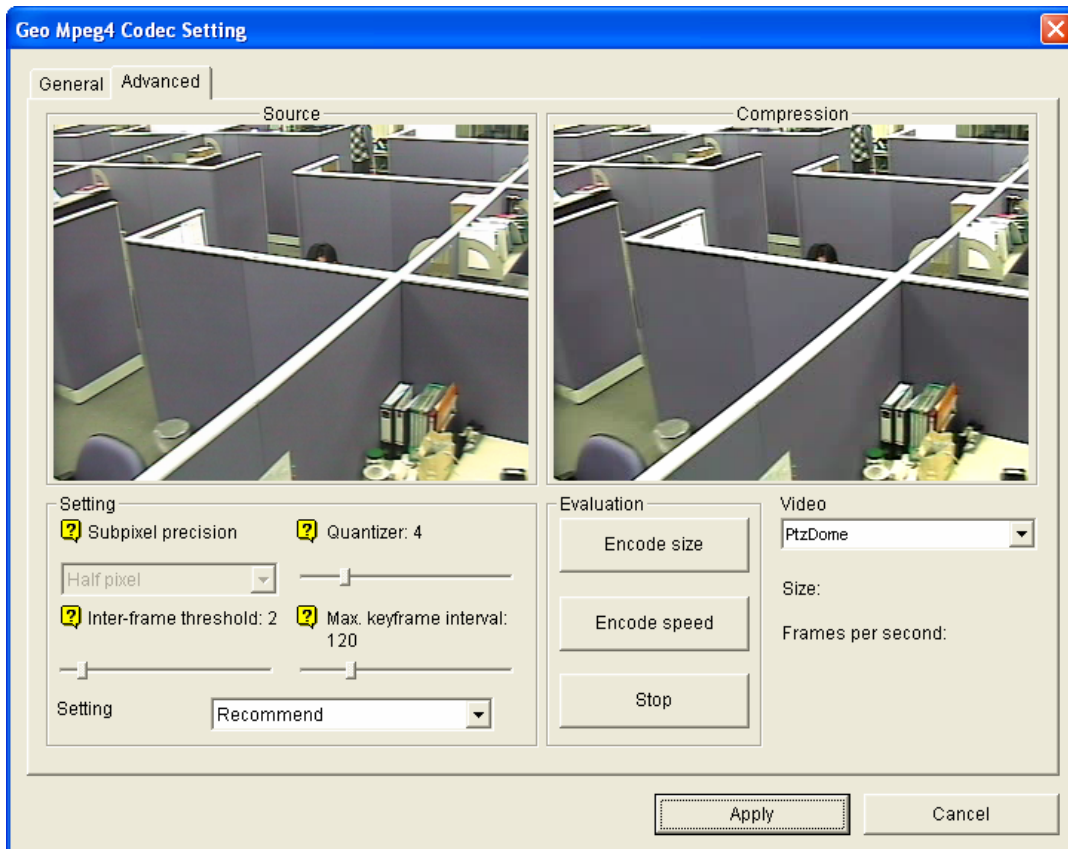 Geo Mpeg4 Codec Setting
General
Advanced
Source
Compression
Setting
Subpixel precision
Half pixel
Quantizer: 4
Inter-frame threshold: 2
Max. keyframe interval:
120
Setting
Recommend
Evaluation
Encode size
Encode speed
Stop
Video
PtzDome
Size:
Frames per second:
Apply
Cancel